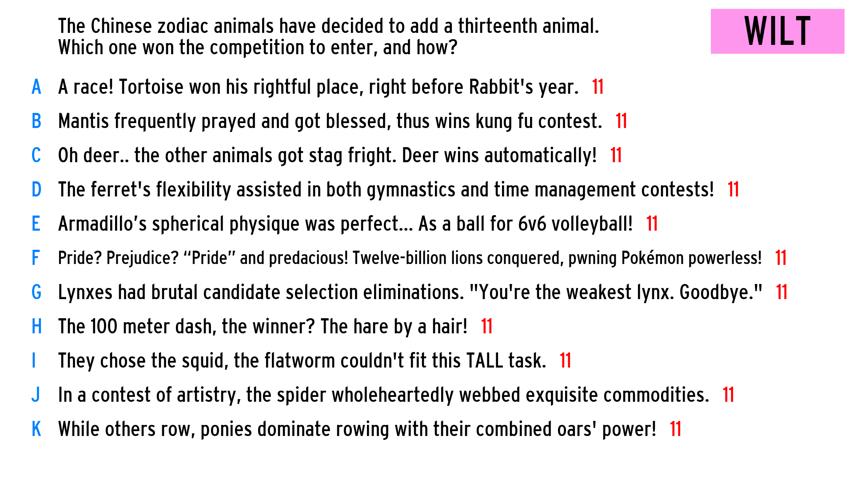 The Chinese zodiac animals have decided to add a thirteenth animal.
WILT
Which one won the competition to enter, and how?
A A race! Tortoise won his rightful place, right before Rabbit's year. 11
B Mantis frequently prayed and got blessed, thus wins kung fu contest. 11
C Oh deer.. the other animals got stag fright. Deer wins automatically! 11
D The ferret's flexibility assisted in both gymnastics and time management contests! 11
E Armadillo’s spherical physique was perfect... As a ball for 6v6 volleyball! 11
F Pride? Prejudice? “Pride” and predacious! Twelve-billion lions conquered, pwning Pokémon powerless! 11
G Lynxes had brutal candidate selection eliminations. "You're the weakest lynx. Goodbye." 11
H The 100 meter dash, the winner? The hare by a hair! 11
I They chose the squid, the flatworm couldn't fit this TALL task. 11
J In a contest of artistry, the spider wholeheartedly webbed exquisite commodities. 11
K While others row, ponies dominate rowing with their combined oars' power! 11